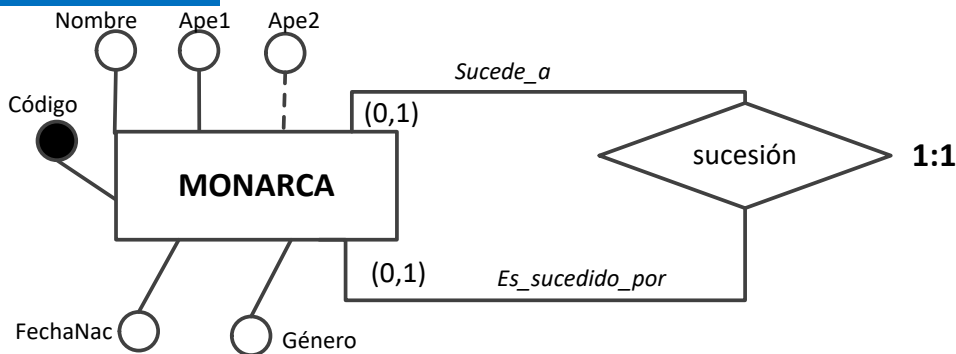 Nombre Ape1 Ape2
Sucede_a
Código
(0,1)
sucesión 1:1
MONARCA
(0,1) Es_sucedido_por
FechaNac Género